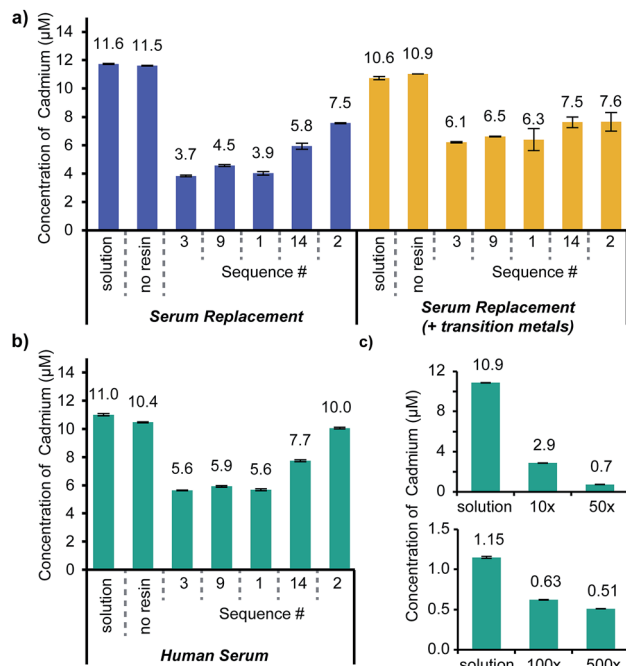 a)
Concentration of Cadmium (µM)
14
12
10
8
6
4
2
0
11.6 11.5 3.7 4.5 3.9 5.8 7.5 10.6 10.9 6.1 6.5 6.3 7.5 7.6
solution no resin 3 9 1 14 2 solution no resin 3 9 1 14 2
Sequence # Sequence #
Serum Replacement Serum Replacement
(+ transition metals)
b)
Concentration of Cadmium (µM)
14
12
10
8
6
4
2
0
11.0 10.4 5.6 5.9 5.6 7.7 10.0
solution no resin 3 9 1 14 2
Sequence #
Human Serum
c)
Concentration of Cadmium (µM)
12
8
4
0
10.9 2.9 0.7
solution 10x 50x
1.5
1.0
0.5
0.0
1.15 0.63 0.51
solution 100x 500x